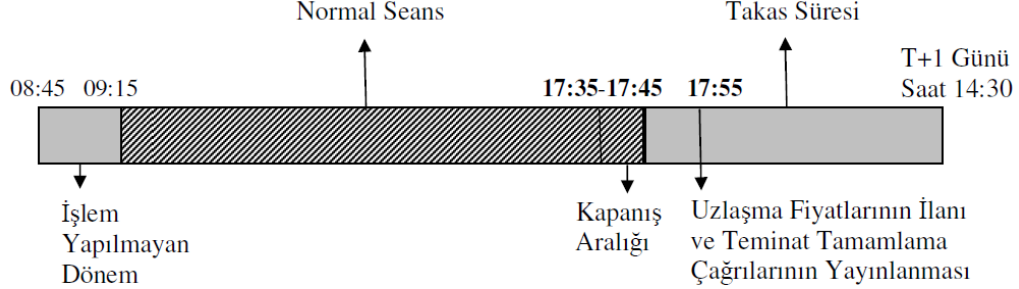 Normal Seans
Takas Süresi
T+1 Günü
08:45 09:15 17:35-17:45 17:55 Saat 14:30
İşlem
Yapılmayan
Dönem
Kapanış
Aralığı
Uzlaşma Fiyatlarının İlanı
ve Teminat Tamamlama
Çağrılarının Yayınlanması